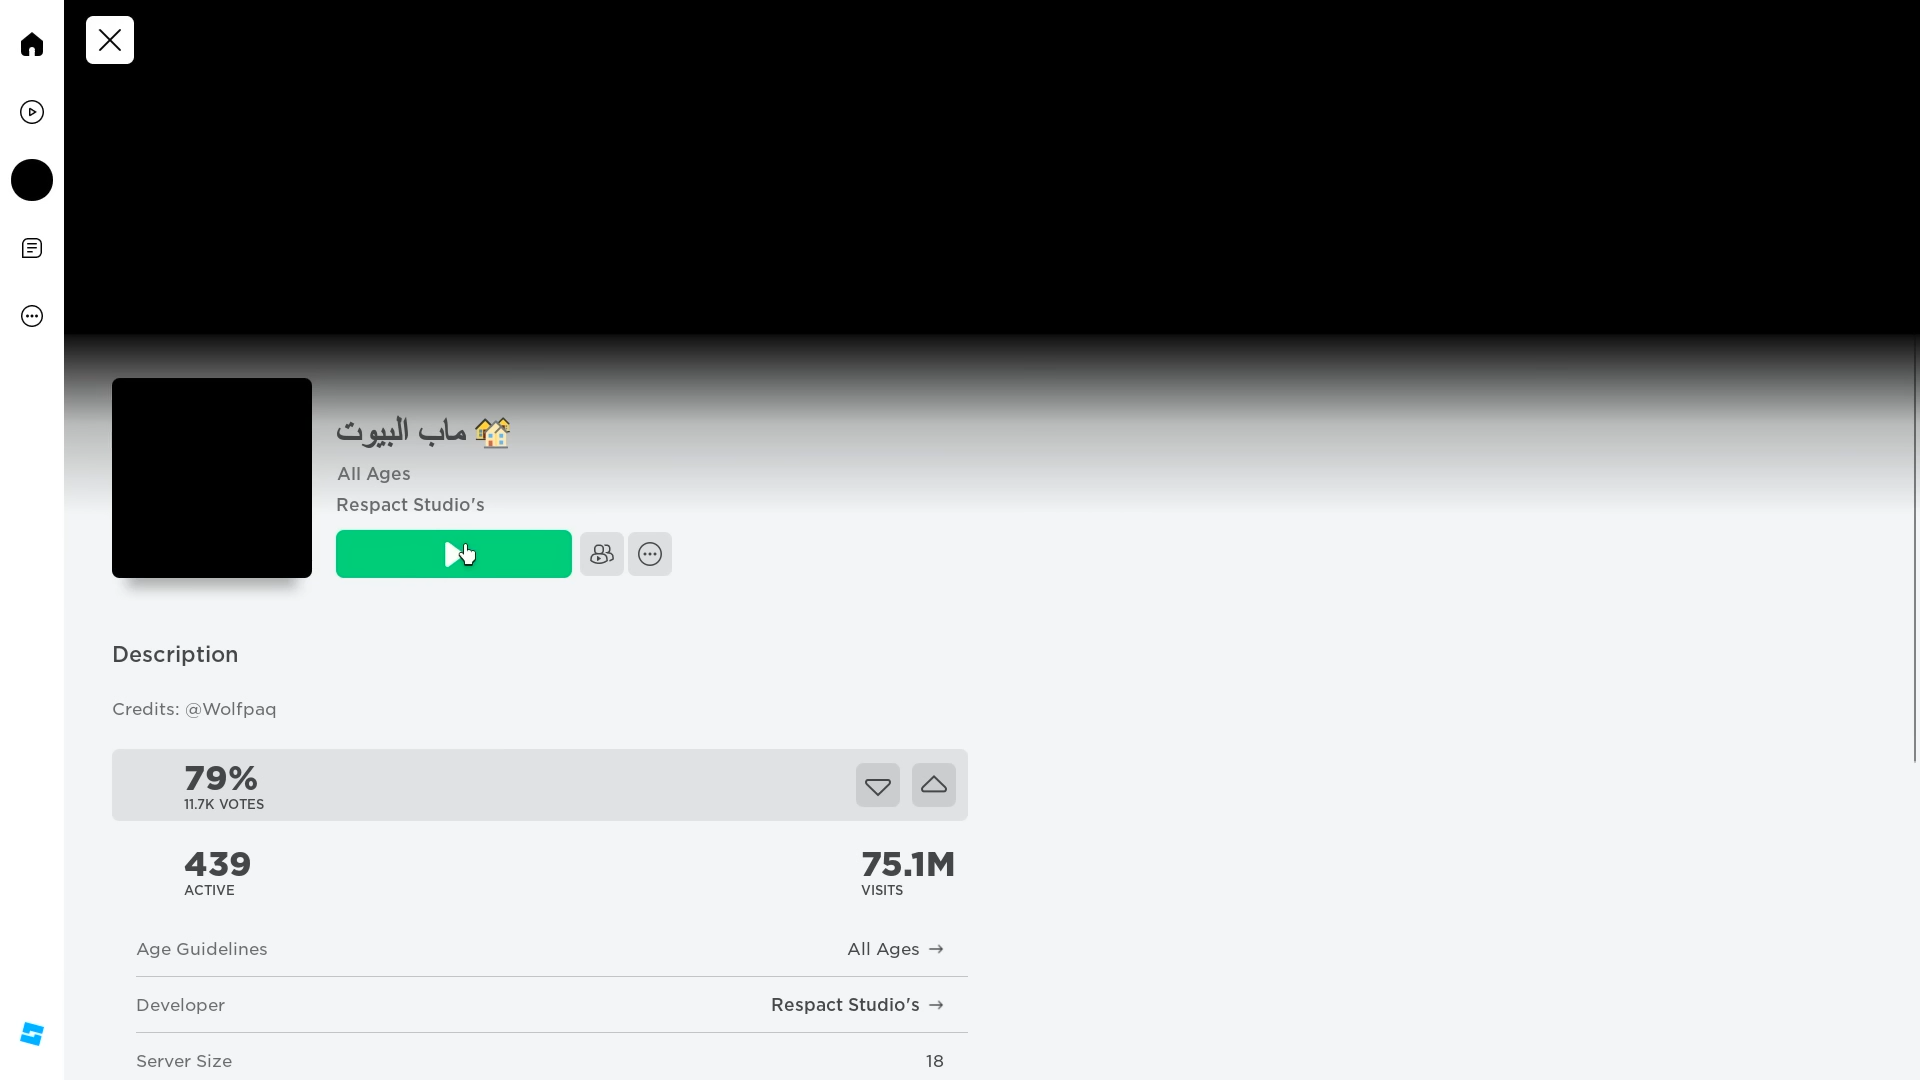 ماب البيوت 🏘️
All Ages
Respact Studio's
Description
Credits: @Wolfpaq
79%
11.7K VOTES
439
ACTIVE
75.1M
VISITS
Age Guidelines
All Ages →
Developer
Respact Studio's →
Server Size
18